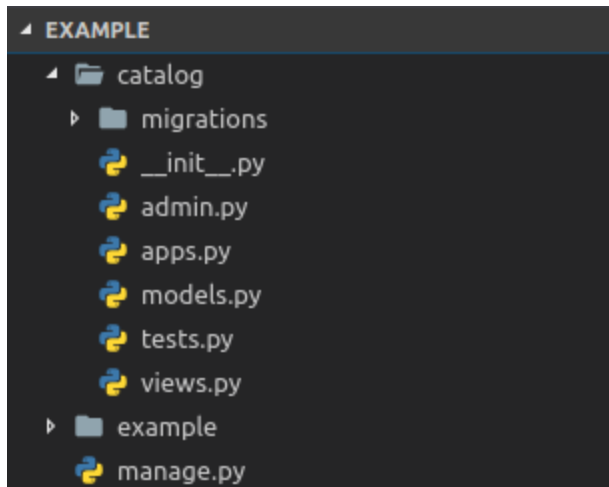 EXAMPLE
catalog
migrations
__init__.py
admin.py
apps.py
models.py
tests.py
views.py
example
manage.py